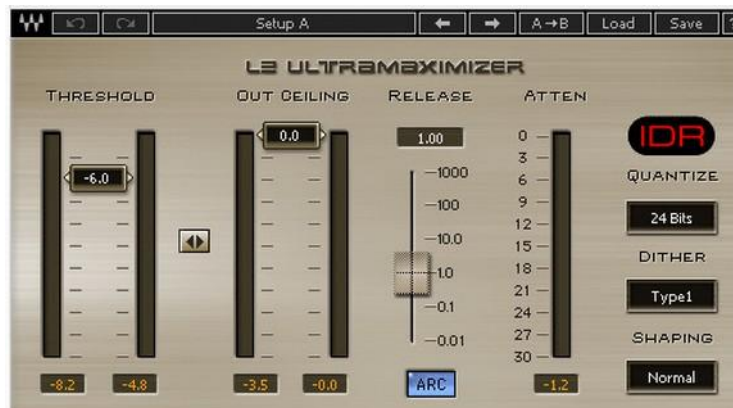 Setup A
A→B
Load
Save
L2 ULTRAMAXIMIZER
THRESHOLD
-6.0
-8.2
-4.8
OUT CEILING
0.0
-3.5
-0.0
RELEASE
1.00
1000
100
10.0
1.0
0.1
0.01
ARC
ATTEN
0
3
6
9
12
15
18
21
24
27
30
-1.2
IDR
QUANTIZE
24 Bits
DITHER
Type1
SHAPING
Normal